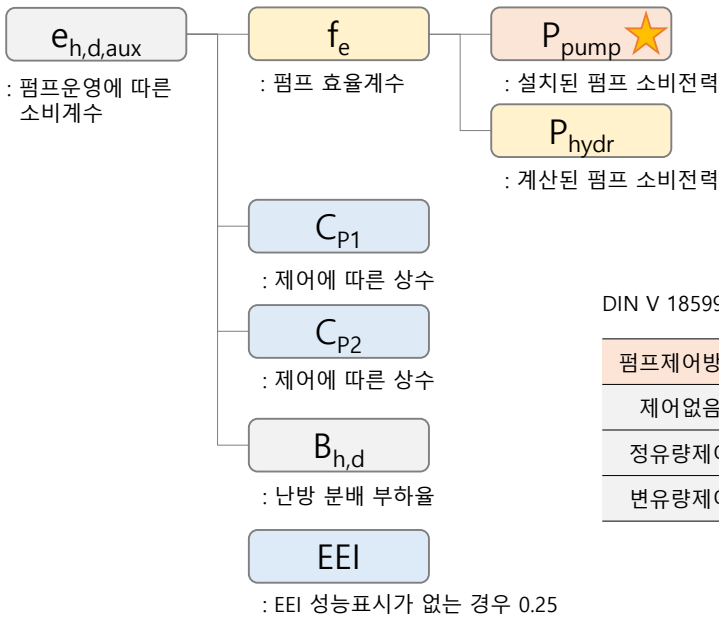 e_h,d,aux
: 펌프운영에 따른
소비계수
f_e
: 펌프 효율계수
P_pump
: 설치된 펌프 소비전력
P_hydr
: 계산된 펌프 소비전력
C_P1
: 제어에 따른 상수
C_P2
: 제어에 따른 상수
B_h,d
: 난방 분배 부하율
EEI
: EEI 성능표시가 없는 경우 0.25
DIN V 18599
펌프제어방
제어없음
정유량제어
변유량제어